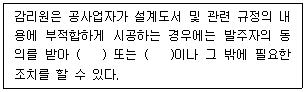 감리원은 공사업자가 설계도서 및 관련 규정의 내
용에 부적합하게 시공하는 경우에는 발주자의 동
의를 받아 (   ) 또는 (   )이나 그 밖에 필요한
조치를 할 수 있다.